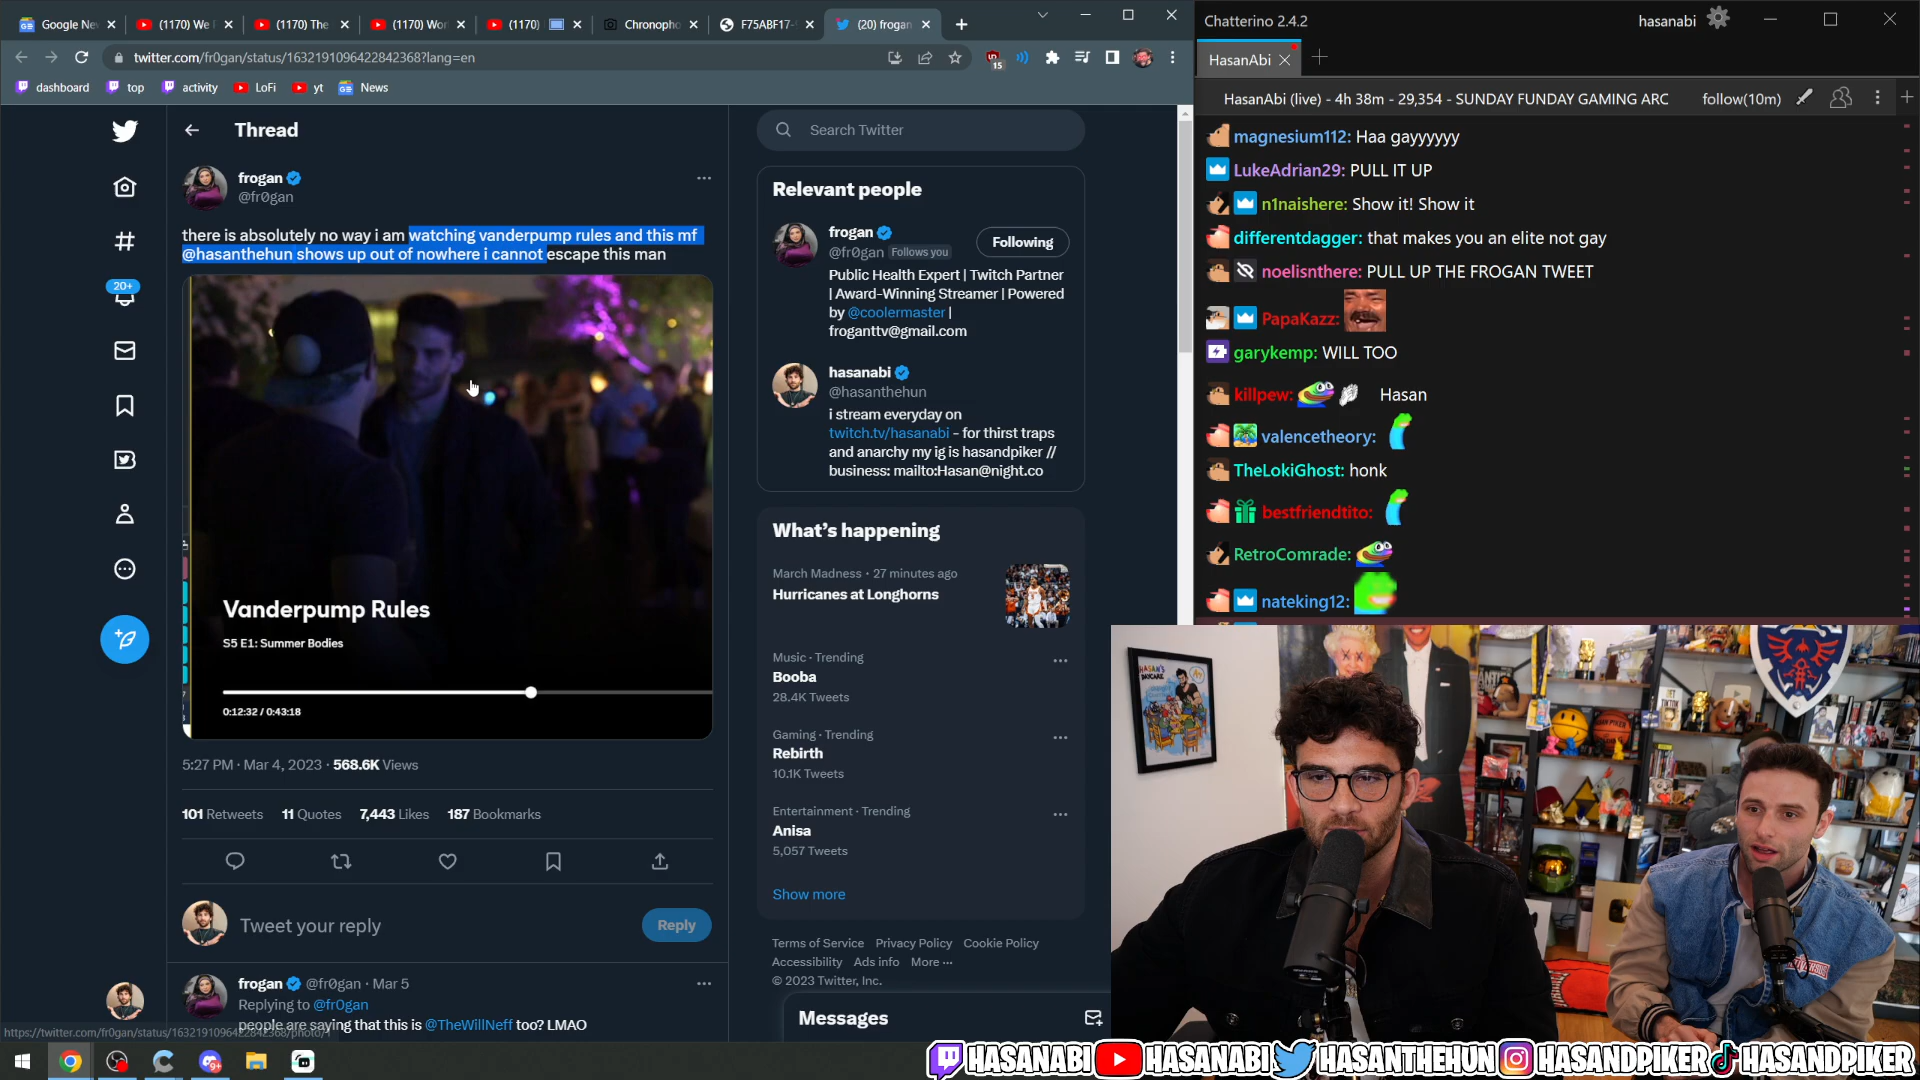 Google Ne
(1170) We
(1170) The
(1170) Wor
(1170)
Chronopho
F75ABF17-
(20) frogan
twitter.com/fr0gan/status/1632191096422842368?lang=en
15
dashboard
top
activity
LoFi
yt
News
Thread
frogan
@fr0gan
there is absolutely no way i am watching vanderpump rules and this mf
@hasanthehun shows up out of nowhere i cannot escape this man
Vanderpump Rules
S5 E1: Summer Bodies
0:12:32 / 0:43:18
5:27 PM · Mar 4, 2023 · 568.6K Views
101 Retweets 11 Quotes 7,443 Likes 187 Bookmarks
Tweet your reply
Reply
frogan @fr0gan · Mar 5
Replying to @fr0gan
people are saying that this is @TheWillNeff too? LMAO
https://twitter.com/fr0gan/status/1632191096422842368/photo/1
20+
Search Twitter
Relevant people
frogan
@fr0gan Follows you
Following
Public Health Expert | Twitch Partner
| Award-Winning Streamer | Powered
by @coolermaster |
froganttv@gmail.com
hasanabi
@hasanthehun
i stream everyday on
twitch.tv/hasanabi - for thirst traps
and anarchy my ig is hasandpiker //
business: mailto:Hasan@night.co
What's happening
March Madness · 27 minutes ago
Hurricanes at Longhorns
Music · Trending
Booba
28.4K Tweets
Gaming · Trending
Rebirth
10.1K Tweets
Entertainment · Trending
Anisa
5,057 Tweets
Show more
Terms of Service Privacy Policy Cookie Policy
Accessibility Ads info More ···
© 2023 Twitter, Inc.
Messages
Chatterino 2.4.2
hasanabi
HasanAbi
HasanAbi (live) - 4h 38m - 29,354 - SUNDAY FUNDAY GAMING ARC
follow(10m)
magnesium112: Haa gayyyyyy
LukeAdrian29: PULL IT UP
n1naishere: Show it! Show it
differentdagger: that makes you an elite not gay
noelisnthere: PULL UP THE FROGAN TWEET
PapaKazz:
garykemp: WILL TOO
killpew: Hasan
valencetheory:
TheLokiGhost: honk
bestfriendtito:
RetroComrade:
nateking12:
HASAN'S
DAYCARE
HASANABI
HASANABI
HASANTHEHUN
HASANDPIKER
HASANDPIKER